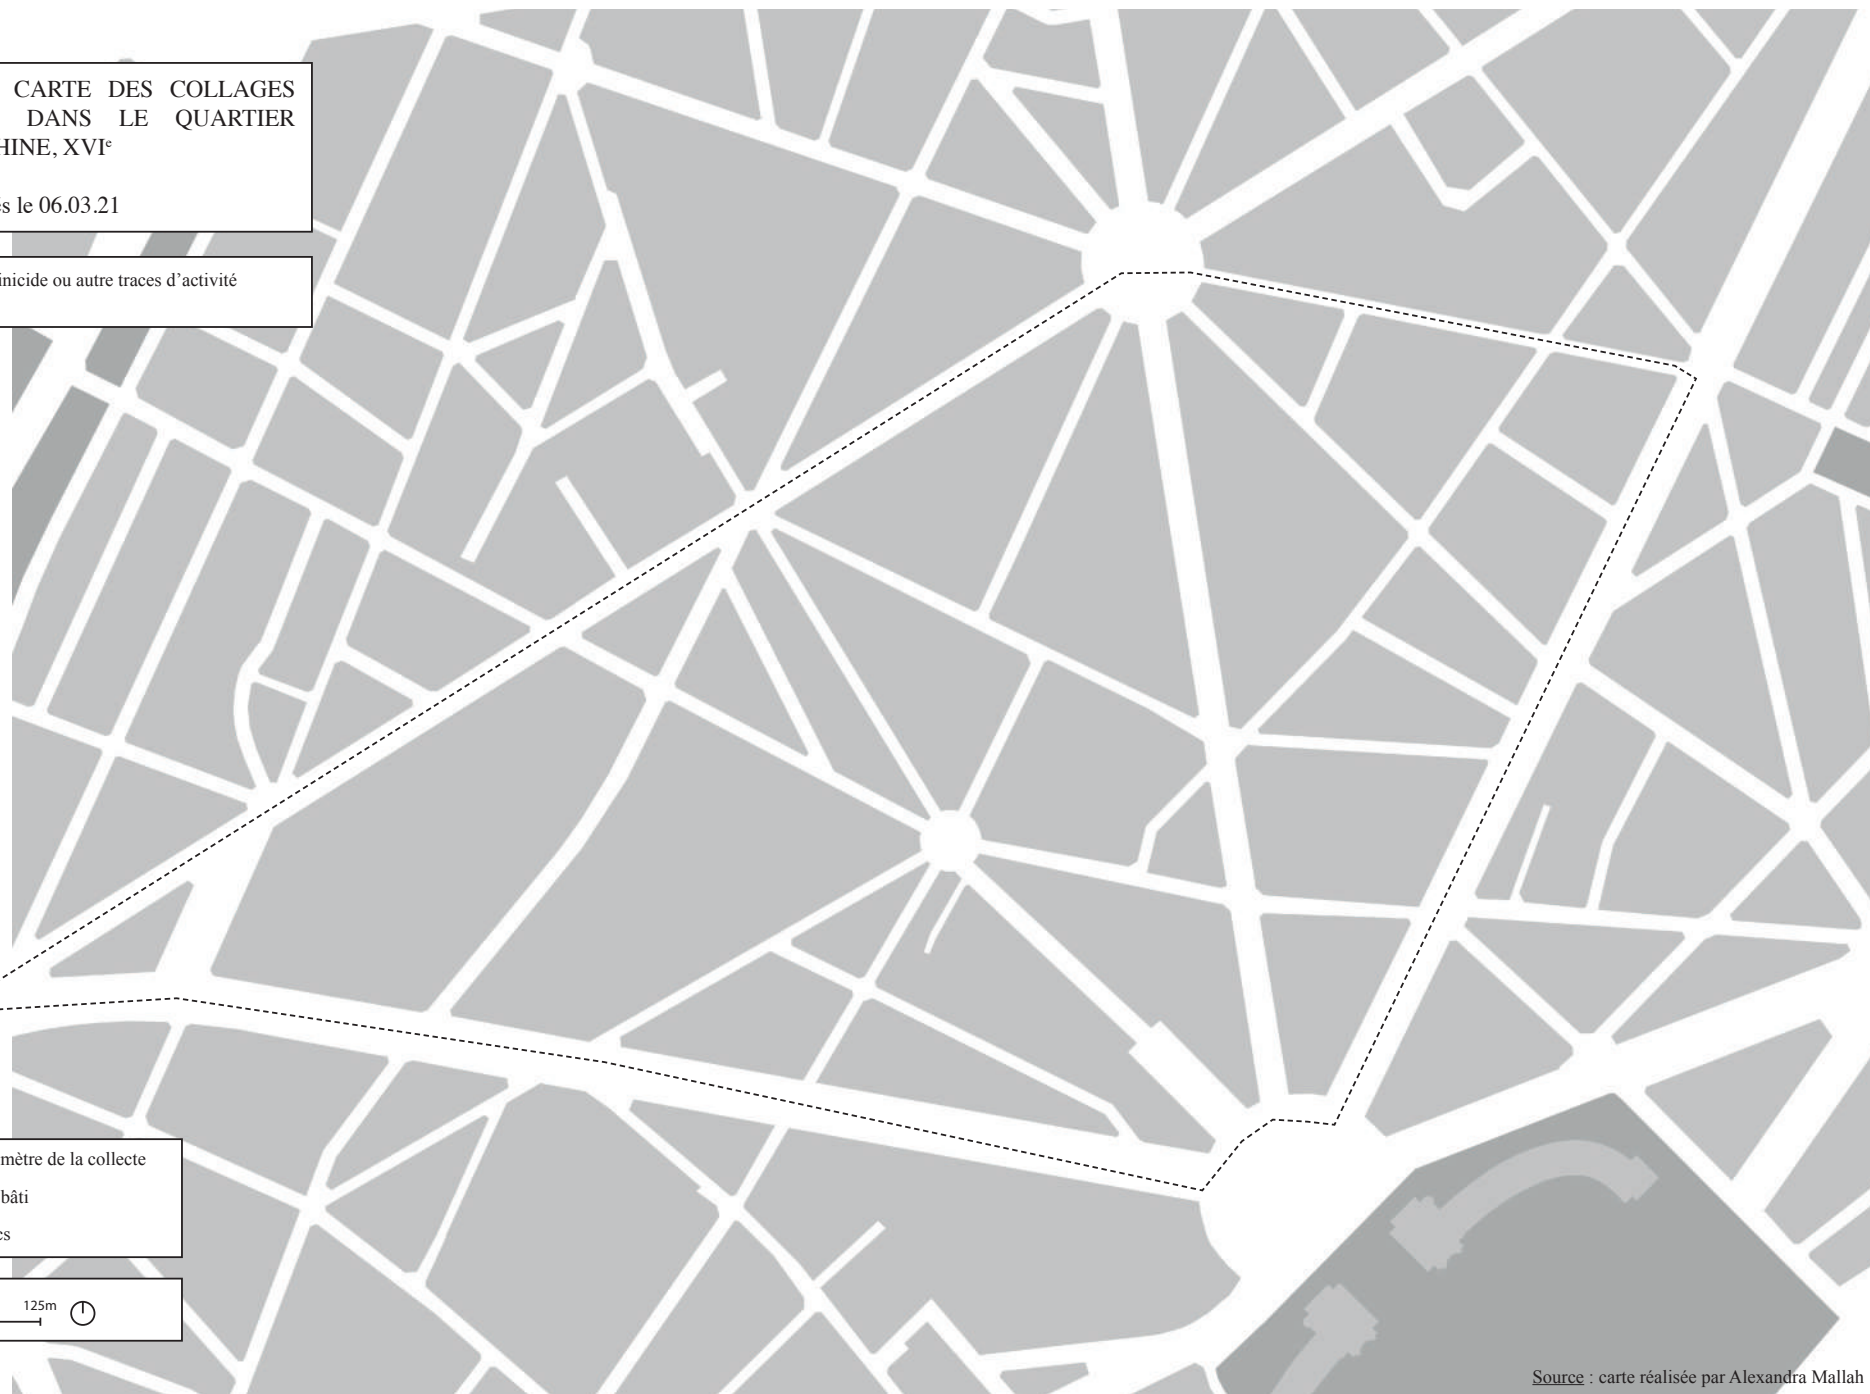 CARTE DES COLLAGES
DANS LE QUARTIER
HINE, XVIe
s le 06.03.21
inicide ou autre traces d’activité
mètre de la collecte
bâti
es
125m
Source : carte réalisée par Alexandra Mallah